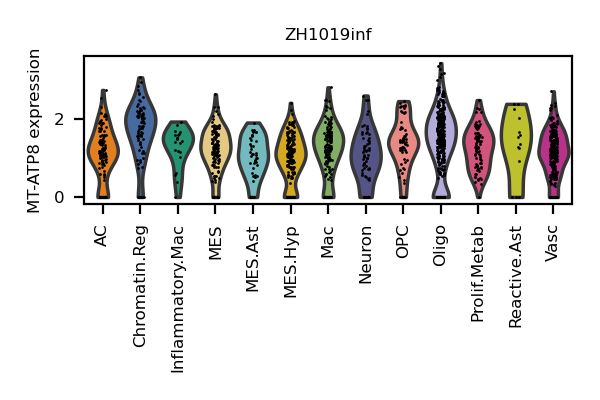 ZH1019inf
MT-ATP8 expression
2
0
AC
Chromatin.Reg
Inflammatory.Mac
MES
MES.Ast
MES.Hyp
Mac
Neuron
OPC
Oligo
Prolif.Metab
Reactive.Ast
Vasc